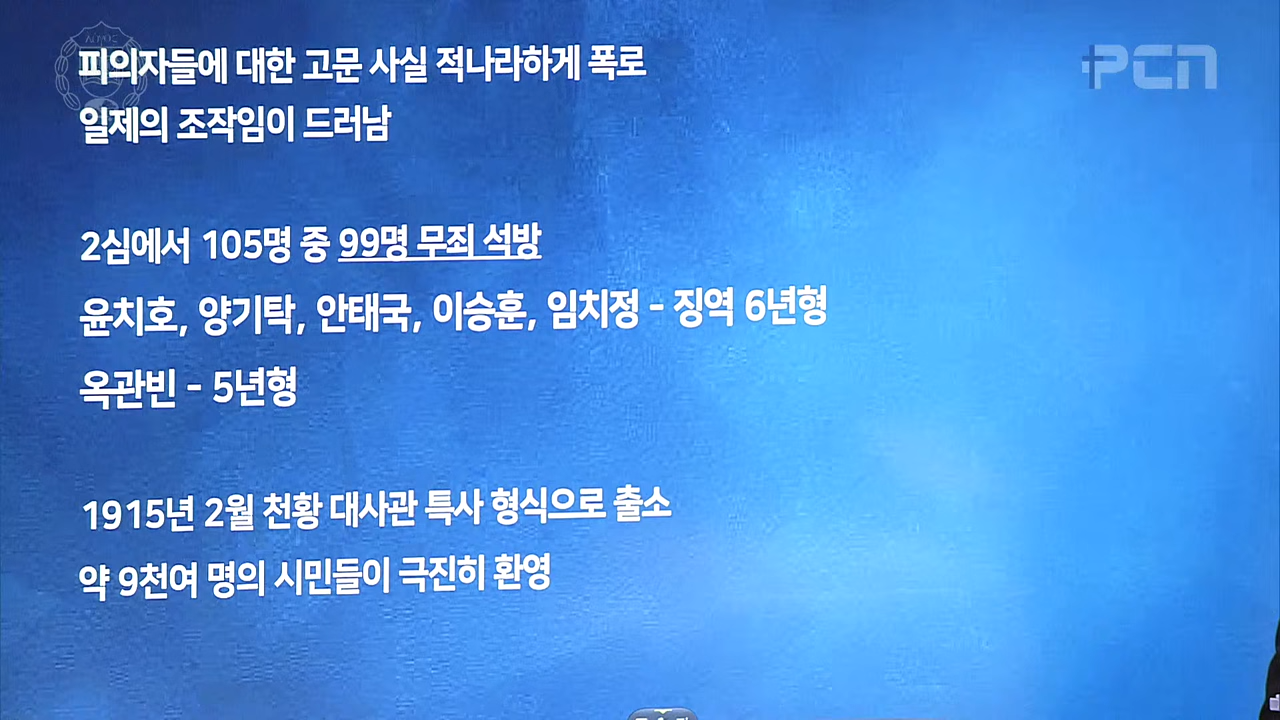 피의자들에 대한 고문 사실 적나라하게 폭로
PCN
일제의 조작임이 드러남
2심에서 105명 중 99명 무죄 석방
윤치호, 양기탁, 안태국, 이승훈, 임치정 - 징역 6년형
옥관빈 - 5년형
1915년 2월 천황 대사관 특사 형식으로 출소
약 9천여 명의 시민들이 극진히 환영